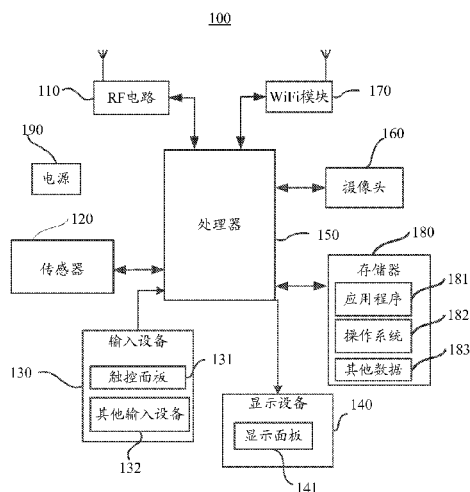 100
110
RF电路
WiFi模块
170
190
电源
160
摄像头
120
传感器
处理器
150
180
存储器
应用程序
181
操作系统
182
其他数据
183
输入设备
130
触控面板
131
其他输入设备
132
显示设备
140
显示面板
141